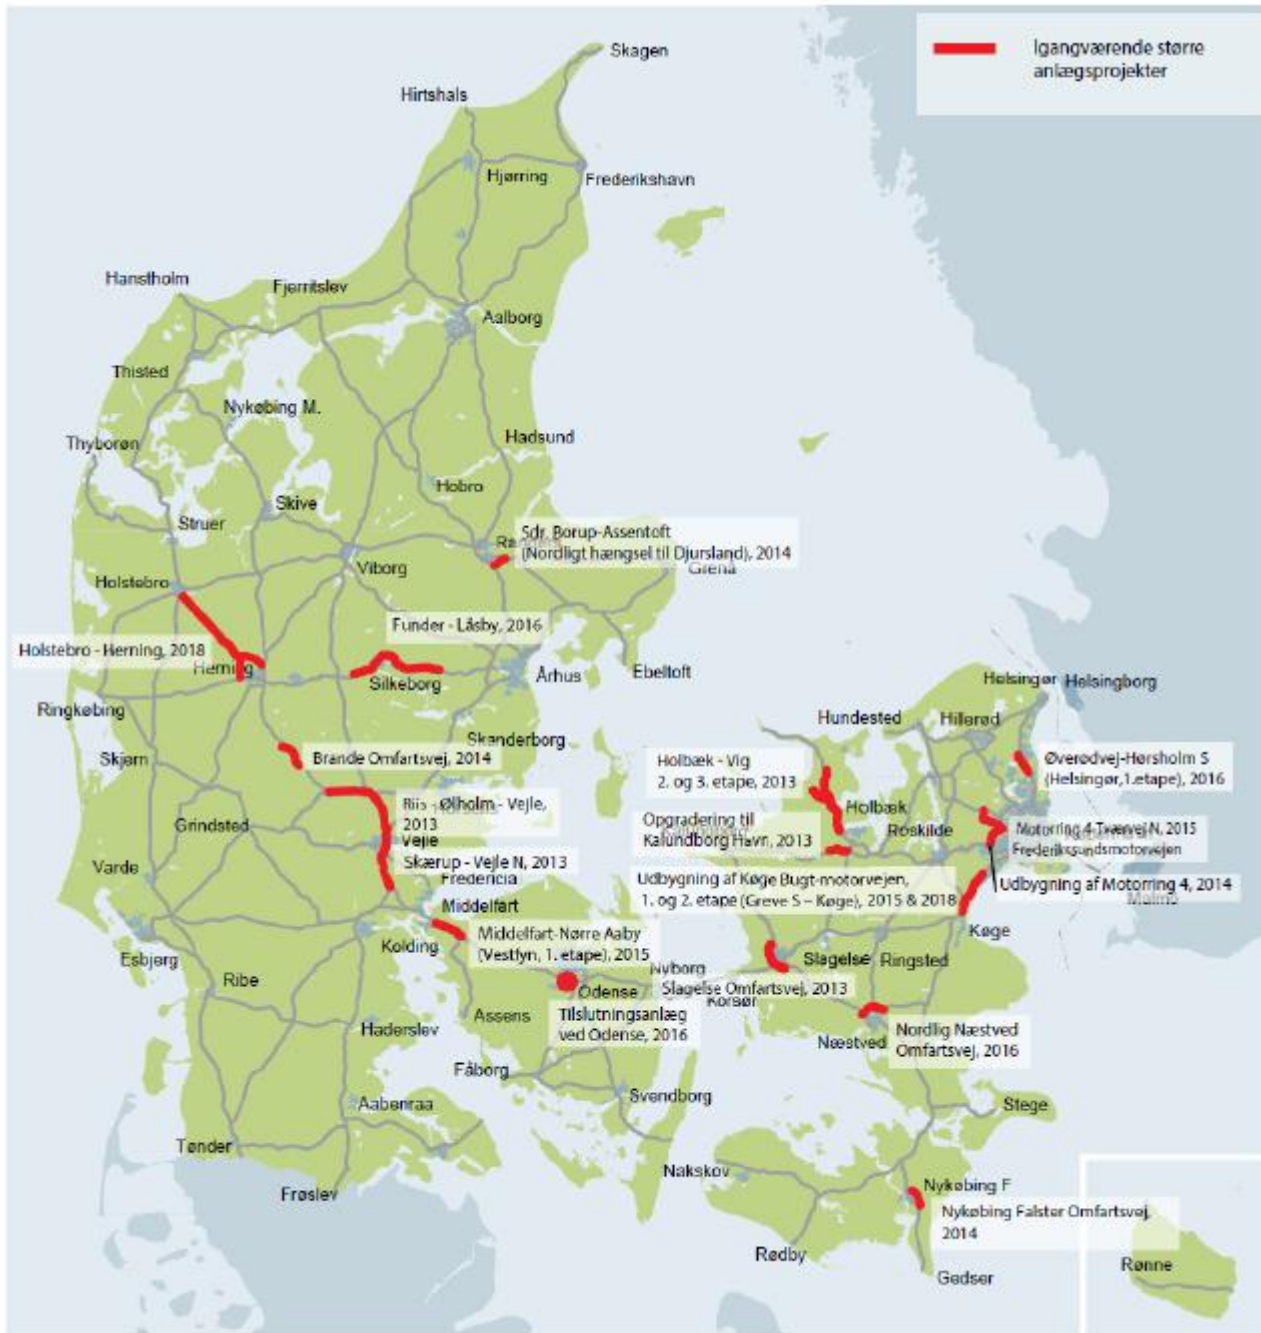 Igangværende større
anlægsprojekter
Skagen
Hirtshals
Hjørring
Frederikshavn
Hanstholm
Fjerritslev
Aalborg
Thisted
Nykøbing M.
Thyborøn
Hadsund
Hobro
Skive
Struer
Sdr. Borup-Assentoft
(Nordligt hængsel til Djursland), 2014
Viborg
Grenå
Holstebro
Funder - Låsby, 2016
Holstebro - Herning, 2018
Herning
Silkeborg
Århus
Ebeltoft
Ringkøbing
Skanderborg
Skjern
Brande Omfartsvej, 2014
Riis - Ølholm - Vejle,
2013
Vejle
Skærup - Vejle N, 2013
Grindsted
Varde
Fredericia
Middelfart
Kolding
Middelfart-Nørre Aaby
(Vestfyn, 1. etape), 2015
Esbjerg
Ribe
Odense
Tilslutningsanlæg
ved Odense, 2016
Nyborg
Assens
Haderslev
Fåborg
Svendborg
Aabenraa
Tønder
Frøslev
Helsingør
Helsingborg
Hundested
Hillerød
Holbæk - Vig
2. og 3. etape, 2013
Øverødvej-Hørsholm S
(Helsingør,1.etape), 2016
Holbæk
Opgradering til
Kalundborg Havn, 2013
Roskilde
Motorring 4-Tværvej N, 2015
Frederikssundsmotorvejen
Udbygning af Motorring 4, 2014
Malmö
Udbygning af Køge Bugt-motorvejen,
1. og 2. etape (Greve S – Køge), 2015 & 2018
Køge
Slagelse
Ringsted
Slagelse Omfartsvej, 2013
Korsør
Næstved
Nordlig Næstved
Omfartsvej, 2016
Stege
Nakskov
Nykøbing F
Nykøbing Falster Omfartsvej,
2014
Rødby
Gedser
Rønne